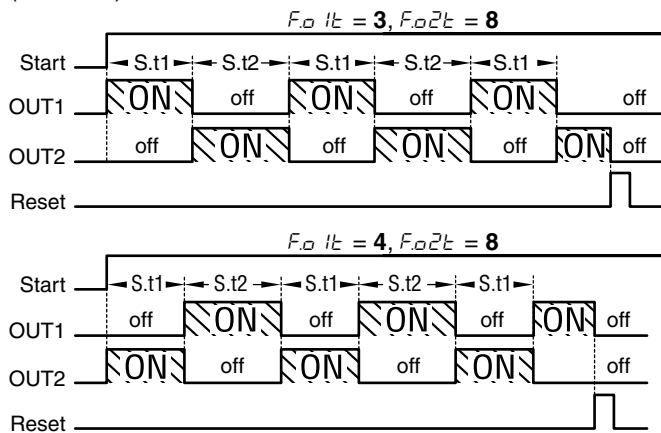 F.o1t = 3, F.o2t = 8
Start S.t1 S.t2 S.t1 S.t2 S.t1
OUT1 ON off ON off ON off
OUT2 off ON off ON off ON off
Reset
F.o1t = 4, F.o2t = 8
Start S.t1 S.t2 S.t1 S.t2 S.t1
OUT1 off ON off ON off ON off
OUT2 ON off ON off ON off
Reset